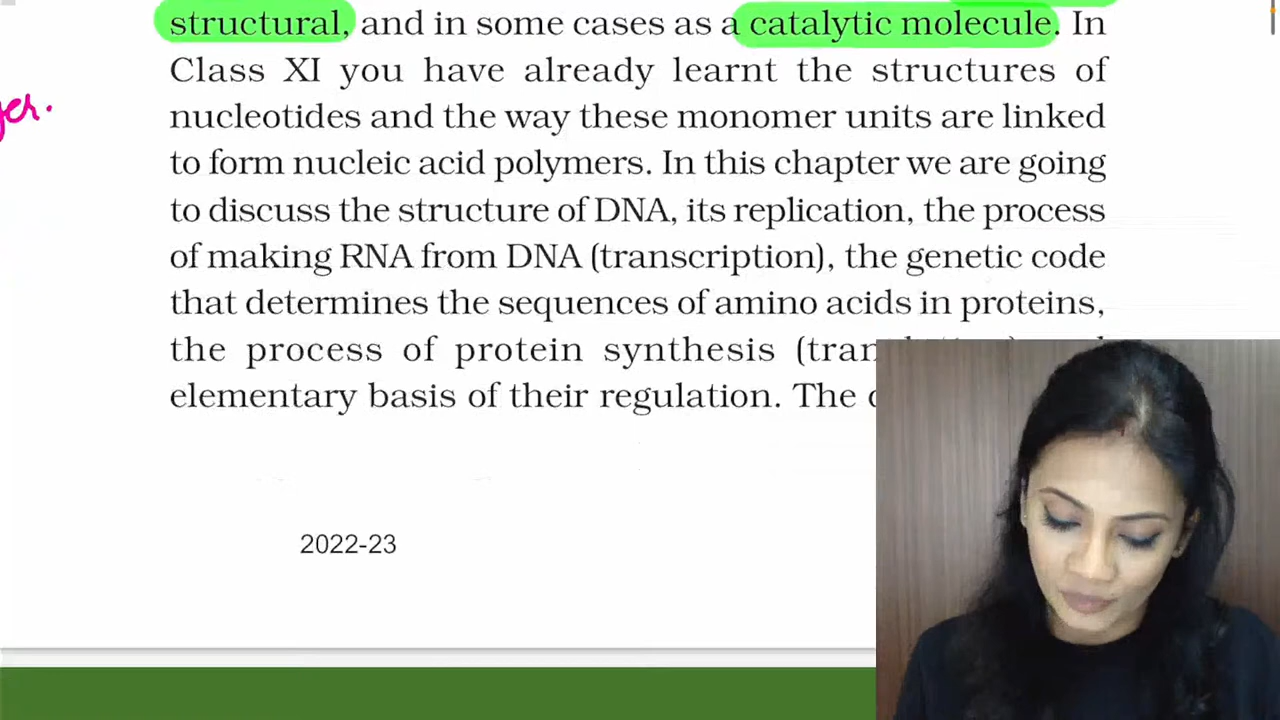 structural, and in some cases as a catalytic molecule. In
Class XI you have already learnt the structures of
nucleotides and the way these monomer units are linked
to form nucleic acid polymers. In this chapter we are going
to discuss the structure of DNA, its replication, the process
of making RNA from DNA (transcription), the genetic code
that determines the sequences of amino acids in proteins,
the process of protein synthesis
elementary basis of their regulation. The
2022-23